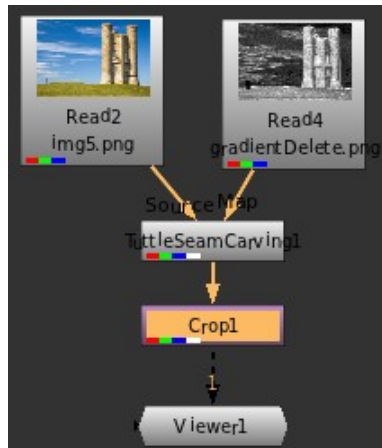 Read2
img5.png
Read4
gradientDelete.png
Source Map
TuttleSeamCarving1
Crop1
1
Viewer1